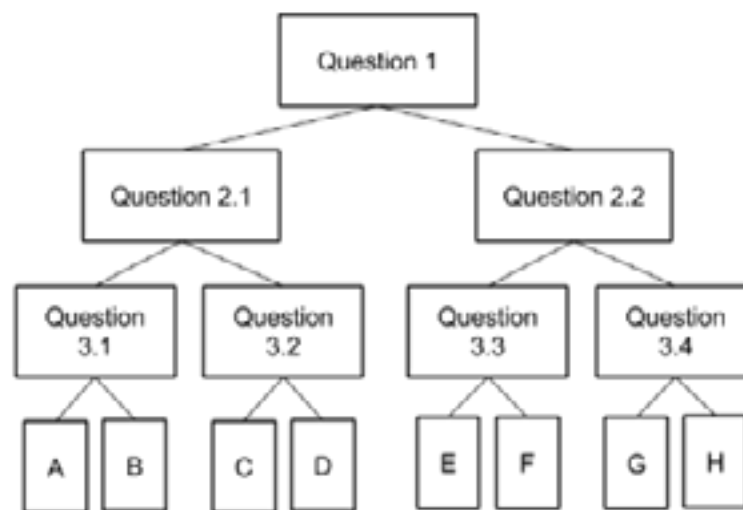 Question 1
Question 2.1
Question 2.2
Question
3.1
Question
3.2
Question
3.3
Question
3.4
A
B
C
D
E
F
G
H